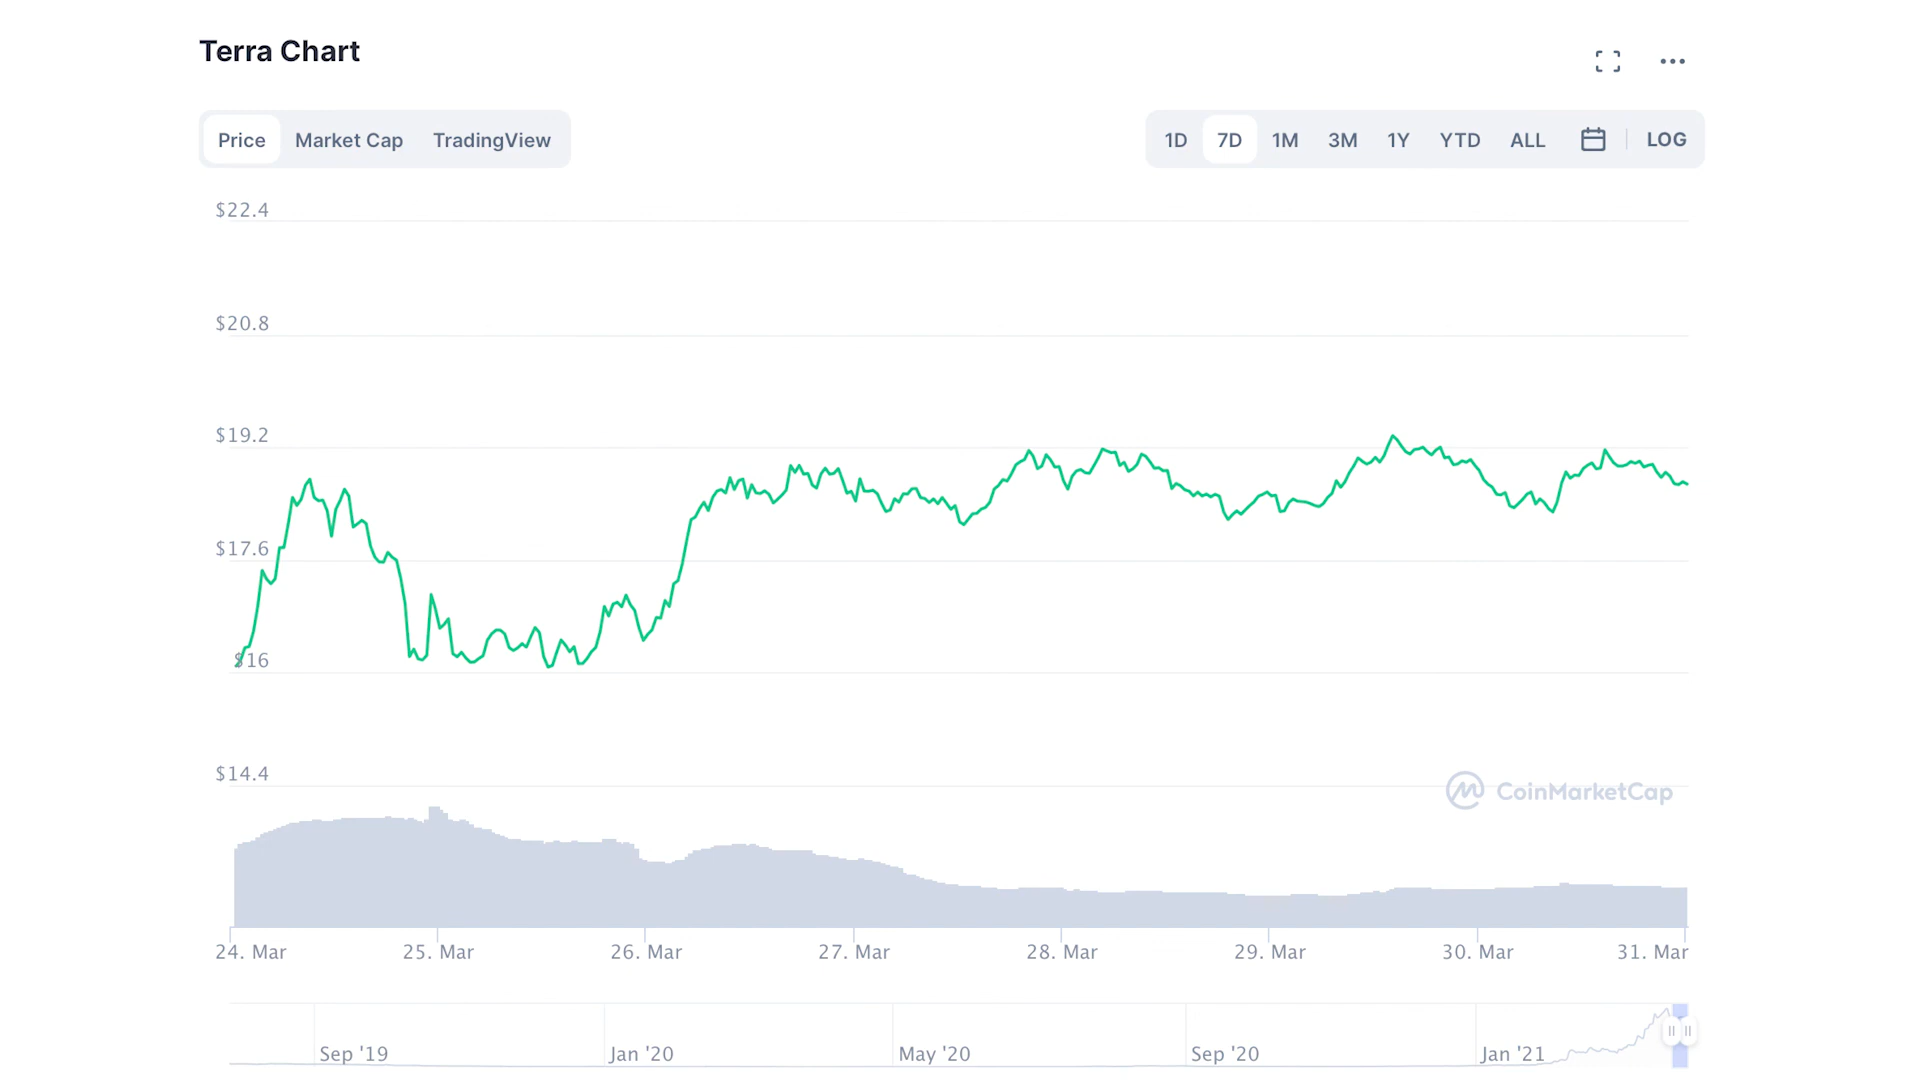 Terra Chart
Price Market Cap TradingView
1D 7D 1M 3M 1Y YTD ALL LOG
$22.4
$20.8
$19.2
$17.6
$16
$14.4
CoinMarketCap
24. Mar 25. Mar 26. Mar 27. Mar 28. Mar 29. Mar 30. Mar 31. Mar
Sep '19 Jan '20 May '20 Sep '20 Jan '21